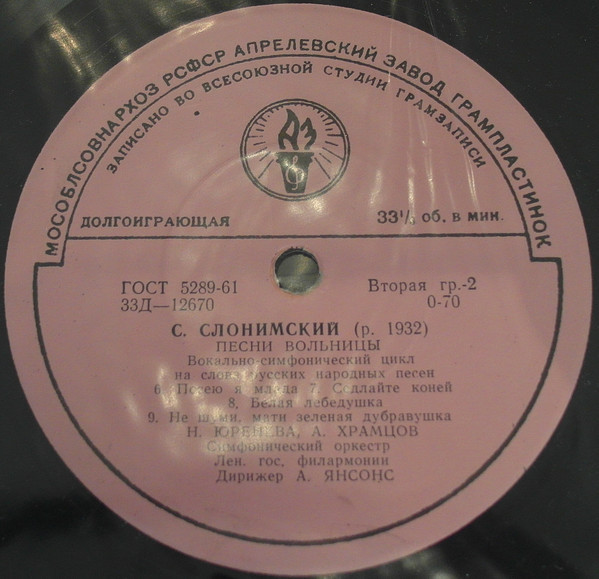 МОСОБЛСОВНАРХОЗ РСФСР АПРЕЛЕВСКИЙ ЗАВОД ГРАМПЛАСТИНОК
ЗАПИСАНО ВО ВСЕСОЮЗНОЙ СТУДИИ ГРАМЗАПИСИ
АЗ
ДОЛГОИГРАЮЩАЯ 33⅓ об. в мин.
ГОСТ 5289-61 Вторая гр.-2
33Д—12670 0-70
С. СЛОНИМСКИЙ (р. 1932)
ПЕСНИ ВОЛЬНИЦЫ
Вокально-симфонический цикл
на слова русских народных песен
6. Посею я млада 7. Седлайте коней
8. Белая лебедушка
9. Не шуми, мати зеленая дубравушка
Н. ЮРЕНЕВА, А. ХРАМЦОВ
Симфонический оркестр
Лен. гос. филармонии
Дирижер А. ЯНСОНС